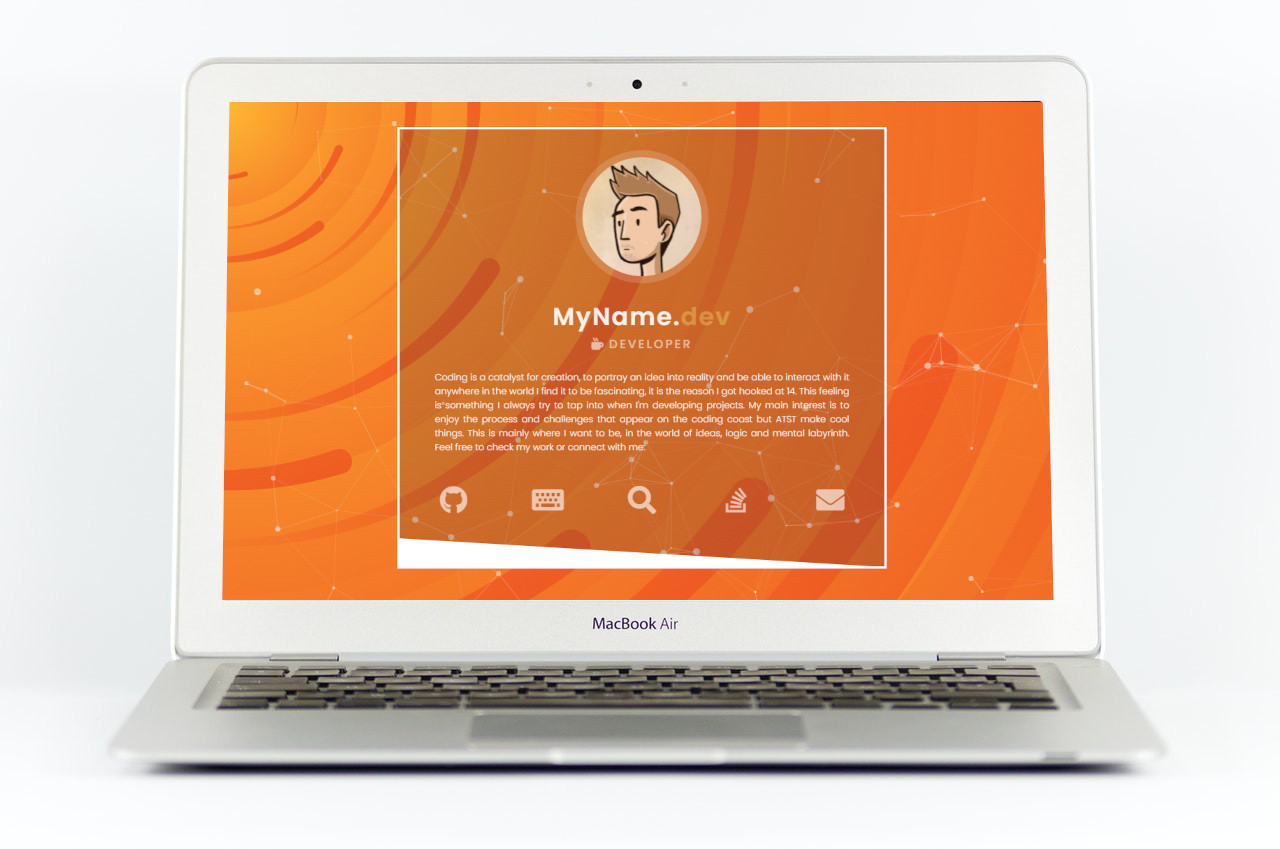 MyName.dev
DEVELOPER
Coding is a catalyst for creation, to portray an idea into reality and be able to interact with it
anywhere in the world I find it to be fascinating, it is the reason I got hooked at 14. This feeling
is something I always try to tap into when I'm developing projects. My main interest is to
enjoy the process and challenges that appear on the coding coast but ATST make cool
things. This is mainly where I want to be, in the world of ideas, logic and mental labyrinth.
Feel free to check my work or connect with me.
MacBook Air